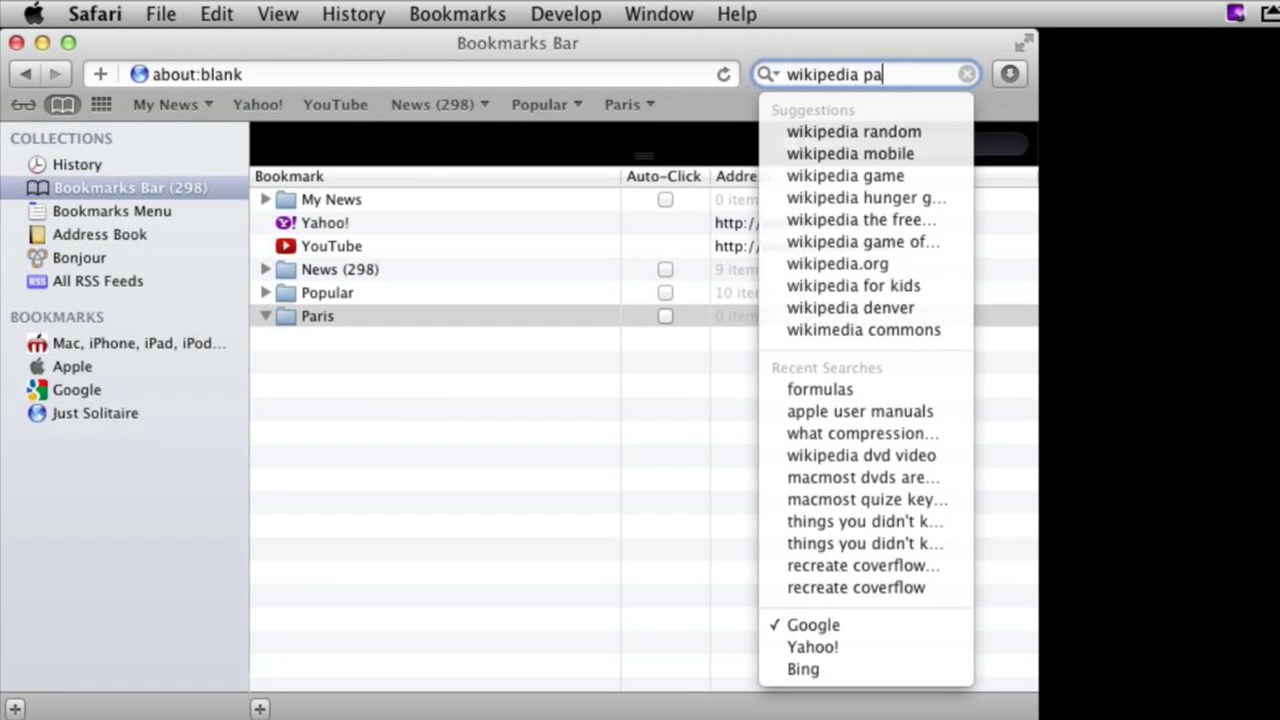 Safari File Edit View History Bookmarks Develop Window Help
Bookmarks Bar
about:blank
wikipedia pa
My News Yahoo! YouTube News (298) Popular Paris
COLLECTIONS
History
Bookmarks Bar (298)
Bookmarks Menu
Address Book
Bonjour
RSS All RSS Feeds
BOOKMARKS
Mac, iPhone, iPad, iPod...
Apple
Google
Just Solitaire
Bookmark Auto-Click Addre
My News 0 item
Yahoo! http://
YouTube http://
News (298) 9 item
Popular 10 iter
Paris 0 item
Suggestions
wikipedia random
wikipedia mobile
wikipedia game
wikipedia hunger g...
wikipedia the free...
wikipedia game of...
wikipedia.org
wikipedia for kids
wikipedia denver
wikimedia commons
Recent Searches
formulas
apple user manuals
what compression...
wikipedia dvd video
macmost dvds are...
macmost quize key...
things you didn't k...
things you didn't k...
recreate coverflow...
recreate coverflow
✓ Google
Yahoo!
Bing